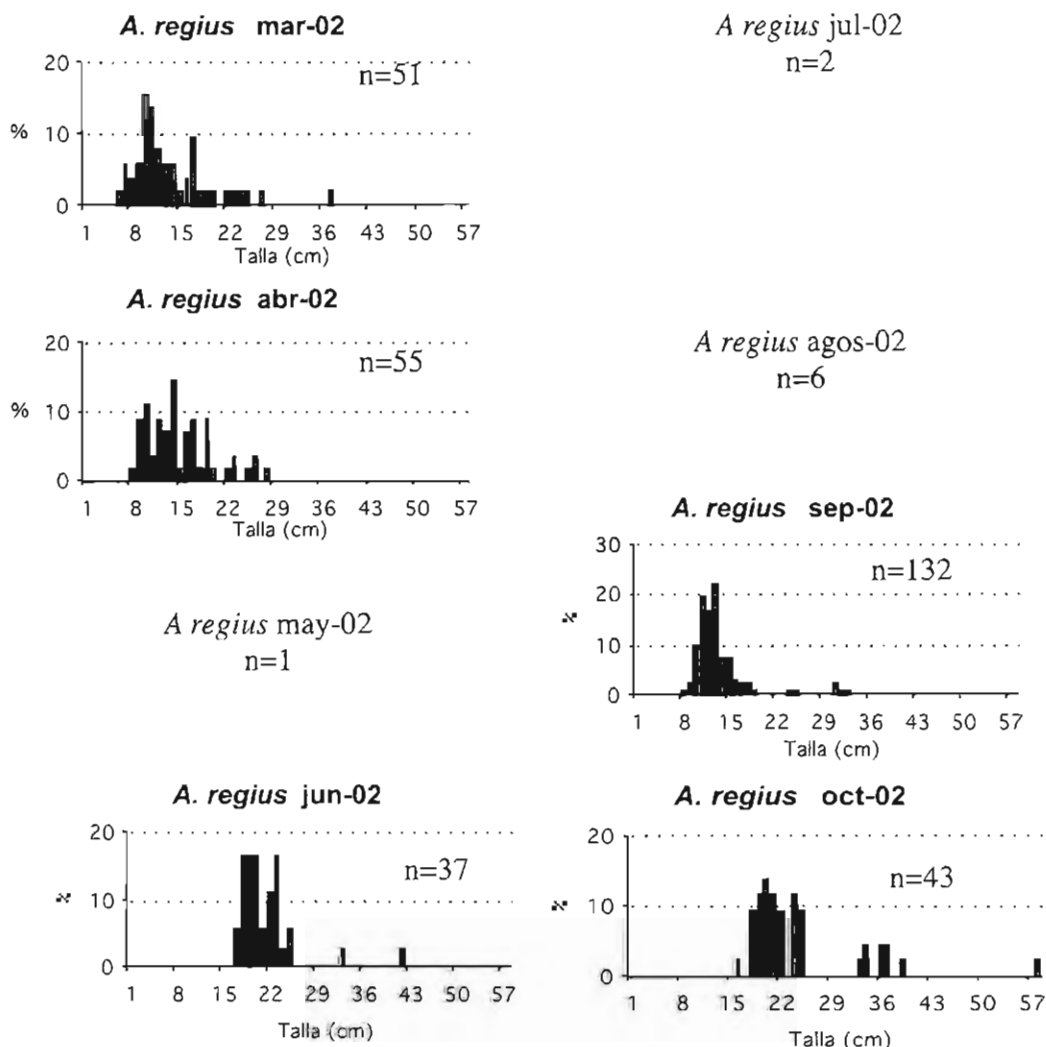 A. regius mar-02
n=51
20
10
0
%
1 8 15 22 29 36 43 50 57
Talla (cm)
A. regius abr-02
n=55
20
10
0
%
1 8 15 22 29 36 43 50 57
Talla (cm)
A regius may-02
n=1
A. regius jun-02
n=37
20
10
0
%
1 8 15 22 29 36 43 50 57
Talla (cm)
A regius jul-02
n=2
A regius agos-02
n=6
A. regius sep-02
n=132
30
20
10
0
%
1 8 15 22 29 36 43 50 57
Talla (cm)
A. regius oct-02
n=43
20
10
0
%
1 8 15 22 29 36 43 50 57
Talla (cm)